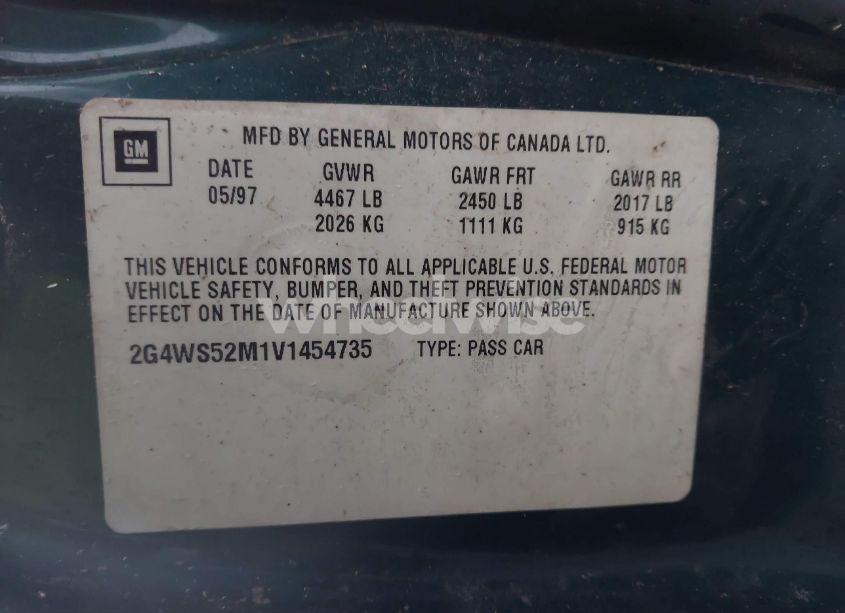 GM
MFD BY GENERAL MOTORS OF CANADA LTD.
DATE GVWR GAWR FRT GAWR RR
05/97 4467 LB 2450 LB 2017 LB
2026 KG 1111 KG 915 KG
THIS VEHICLE CONFORMS TO ALL APPLICABLE U.S. FEDERAL MOTOR
VEHICLE SAFETY, BUMPER, AND THEFT PREVENTION STANDARDS IN
EFFECT ON THE DATE OF MANUFACTURE SHOWN ABOVE.
wheelwise
2G4WS52M1V1454735 TYPE: PASS CAR